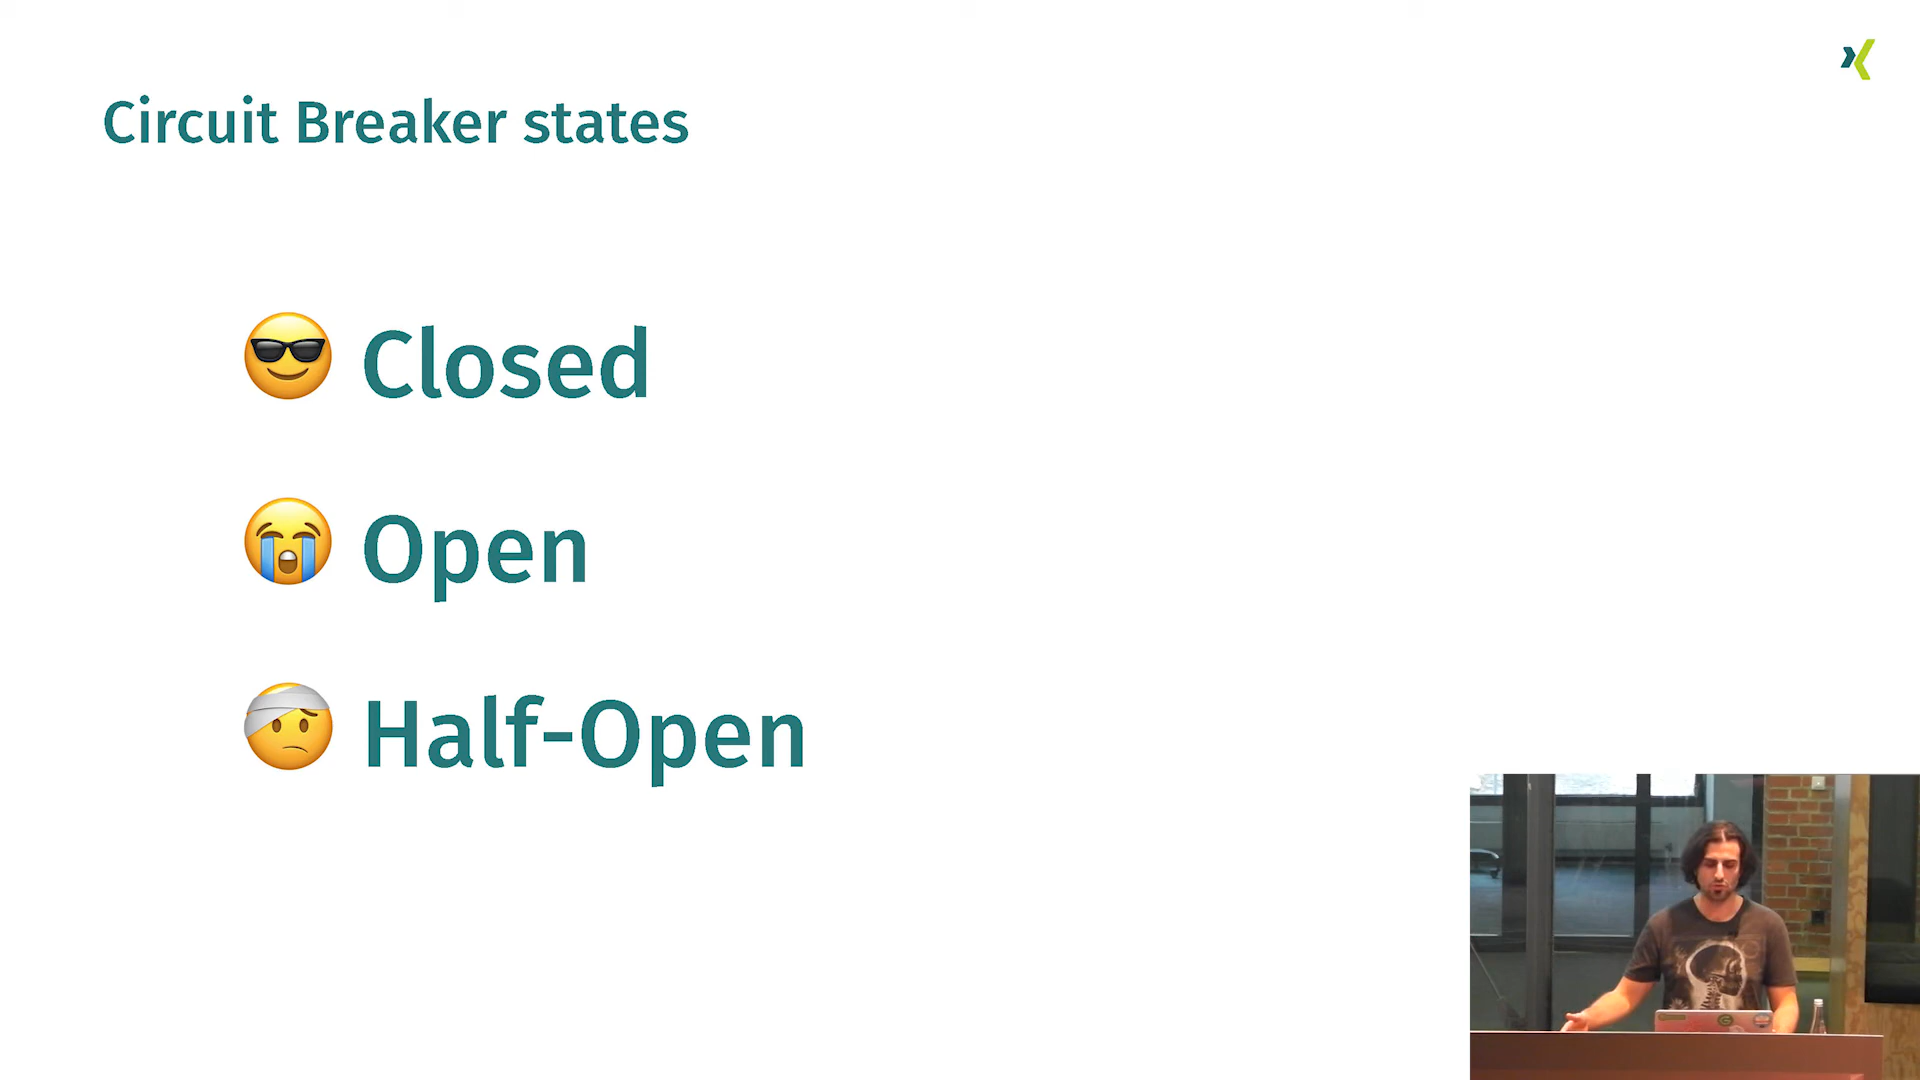 Circuit Breaker states
😎 Closed
😭 Open
🤕 Half-Open